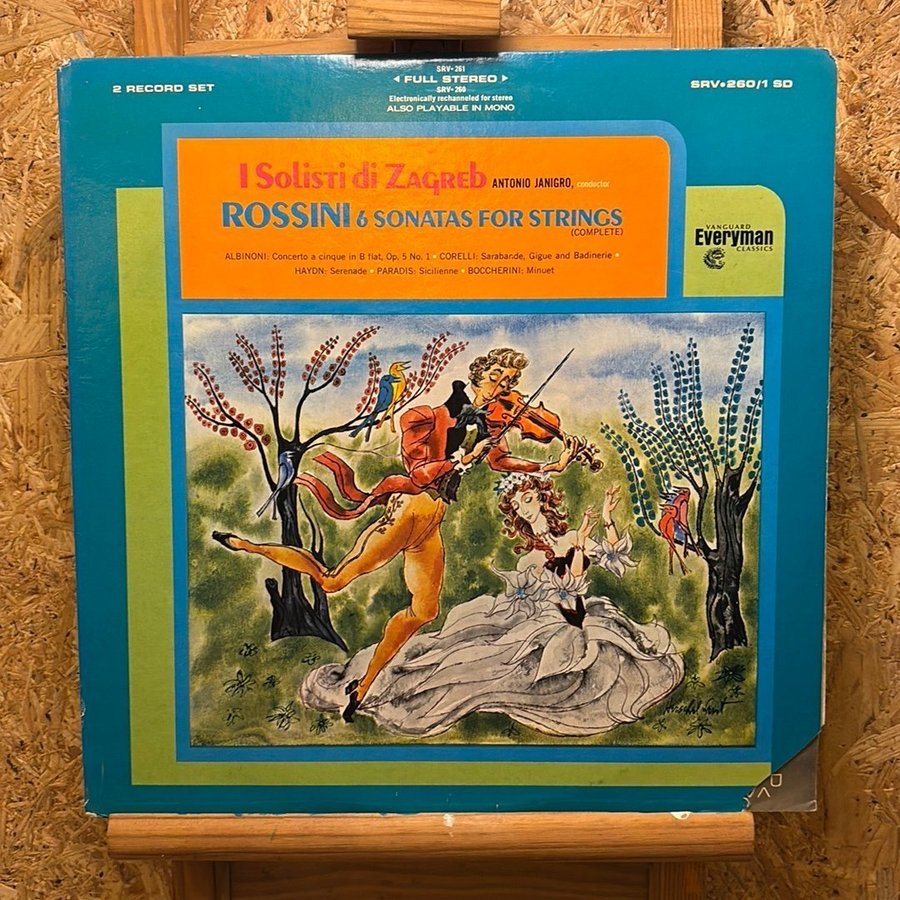 2 RECORD SET
SRV•261
◄ FULL STEREO ►
SRV•260
Electronically rechanneled for stereo
ALSO PLAYABLE IN MONO
SRV•260/1 SD
I Solisti di Zagreb ANTONIO JANIGRO, conductor
ROSSINI 6 SONATAS FOR STRINGS
(COMPLETE)
ALBINONI: Concerto a cinque in B flat, Op. 5 No. 1 • CORELLI: Sarabande, Gigue and Badinerie •
HAYDN: Serenade • PARADIS: Sicilienne • BOCCHERINI: Minuet
VANGUARD
Everyman
CLASSICS